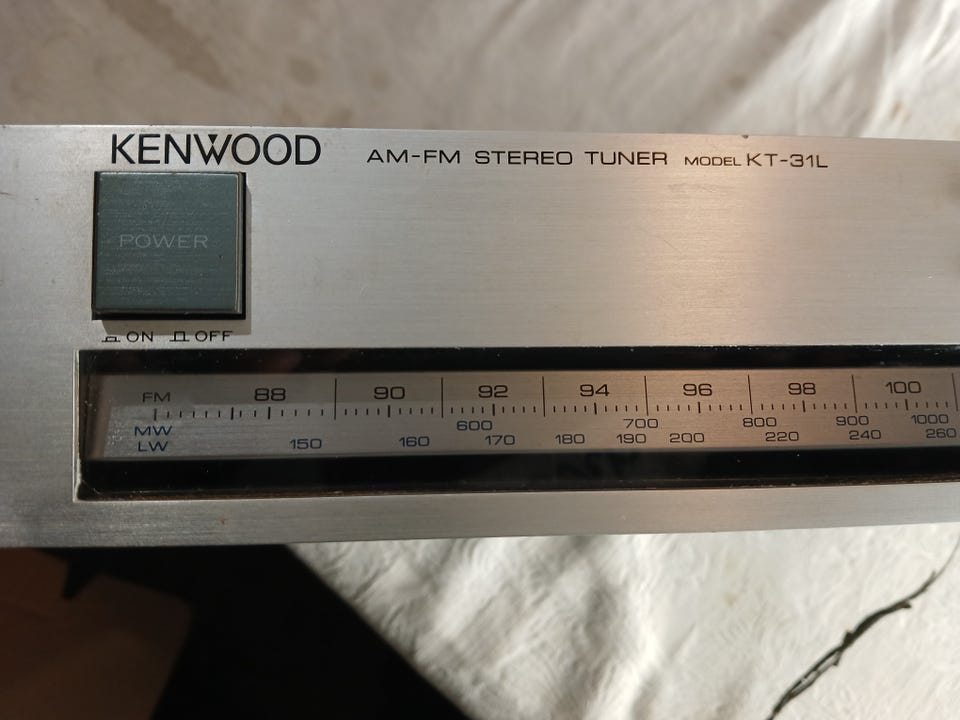 KENWOOD AM-FM STEREO TUNER MODEL KT-31L
POWER
ON OFF
FM 88 90 92 94 96 98 100
MW 600 700 800 900 1000
LW 150 160 170 180 190 200 220 240 260